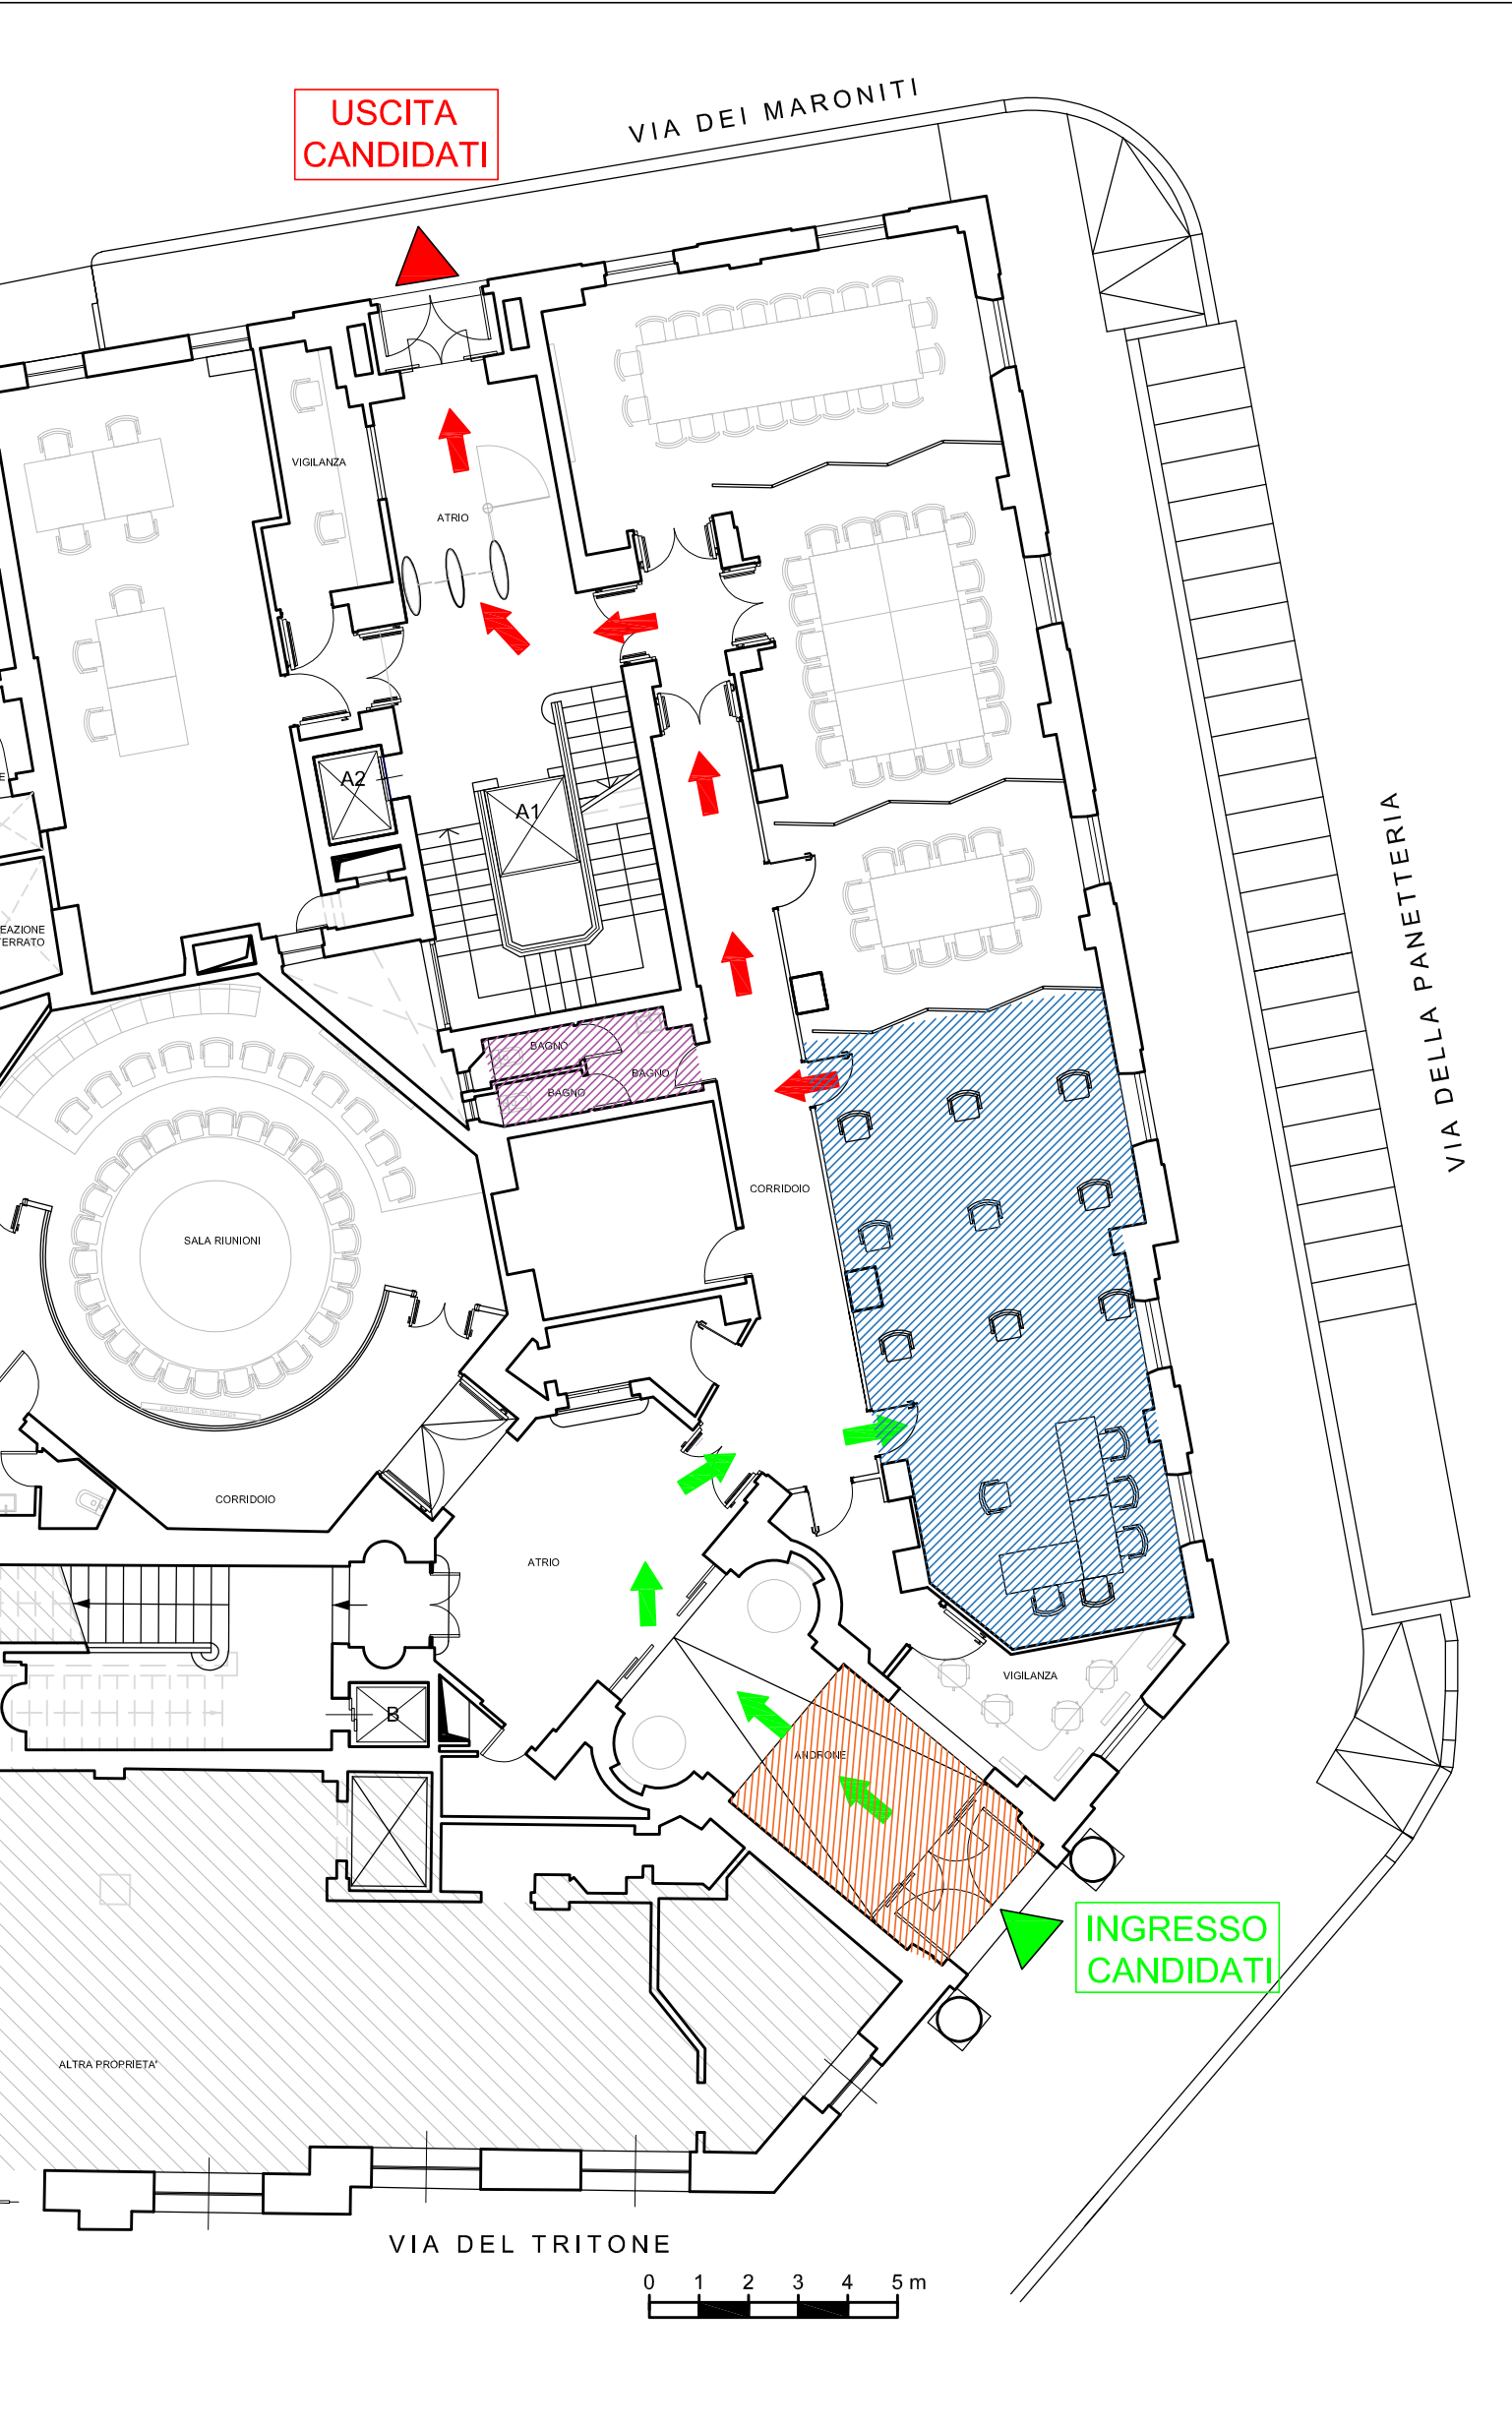 USCITA
CANDIDATI
VIA DEI MARONITI
VIGILANZA
ATRIO
A2
A1
E
EAZIONE
ERRATO
VIA DELLA PANETTERIA
BAGNO
BAGNO
BAGNO
CORRIDOIO
SALA RIUNIONI
CORRIDOIO
ATRIO
VIGILANZA
B
ANDRONE
INGRESSO
CANDIDATI
ALTRA PROPRIETA'
VIA DEL TRITONE
0 1 2 3 4 5 m